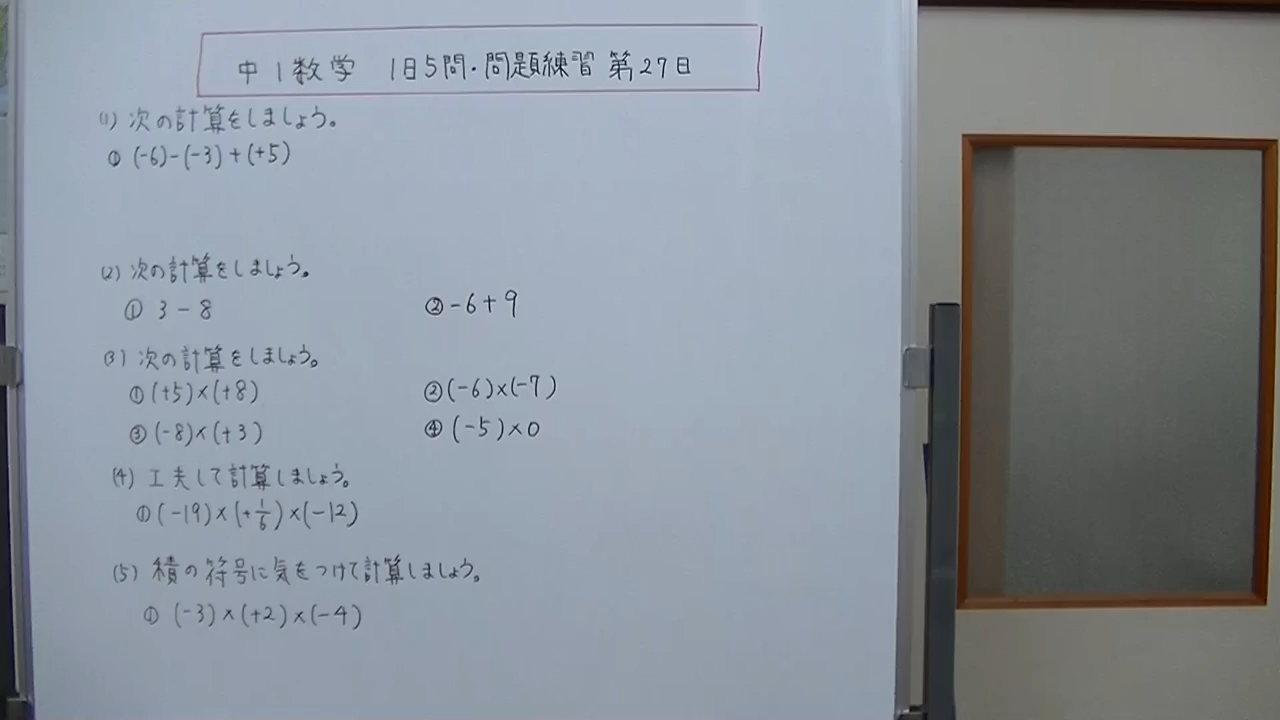 中1数学 1日5問・問題練習 第27日
(1) 次の計算をしましょう。
① (-6)-(-3)+(+5)
(2) 次の計算をしましょう。
① 3-8 ② -6+9
(3) 次の計算をしましょう。
① (+5)×(+8) ② (-6)×(-7)
③ (-8)×(+3) ④ (-5)×0
(4) 工夫して計算しましょう。
① (-19)×(+1/6)×(-12)
(5) 積の符号に気をつけて計算しましょう。
① (-3)×(+2)×(-4)